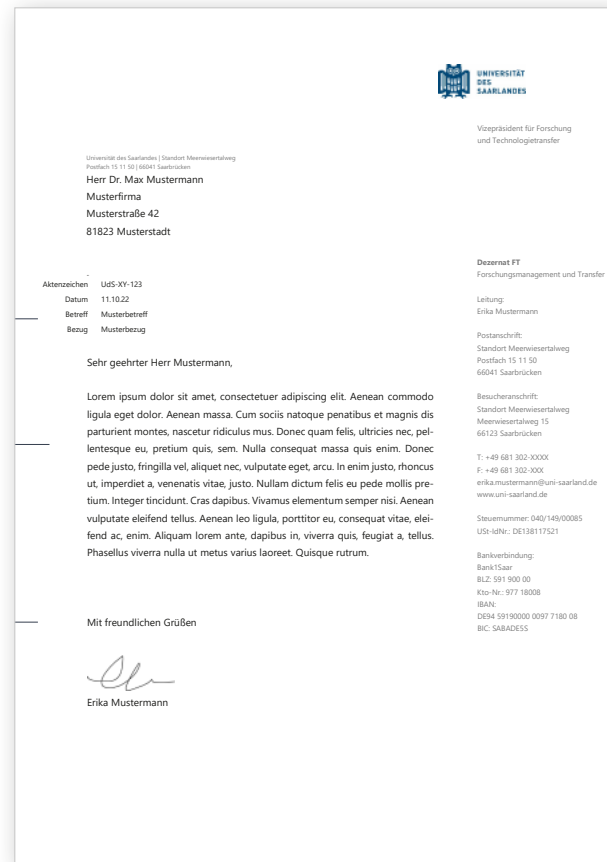 UNIVERSITÄT
DES
SAARLANDES
Vizepräsident für Forschung
und Technologietransfer
Universität des Saarlandes | Standort Meerwiesertalweg
Postfach 15 11 50 | 66041 Saarbrücken
Herr Dr. Max Mustermann
Musterfirma
Musterstraße 42
81823 Musterstadt
Aktenzeichen UdS-XY-123
Datum 11.10.22
Betreff Musterbetreff
Bezug Musterbezug
Sehr geehrter Herr Mustermann,
Lorem ipsum dolor sit amet, consectetuer adipiscing elit. Aenean commodo
ligula eget dolor. Aenean massa. Cum sociis natoque penatibus et magnis dis
parturient montes, nascetur ridiculus mus. Donec quam felis, ultricies nec, pel-
lentesque eu, pretium quis, sem. Nulla consequat massa quis enim. Donec
pede justo, fringilla vel, aliquet nec, vulputate eget, arcu. In enim justo, rhoncus
ut, imperdiet a, venenatis vitae, justo. Nullam dictum felis eu pede mollis pre-
tium. Integer tincidunt. Cras dapibus. Vivamus elementum semper nisi. Aenean
vulputate eleifend tellus. Aenean leo ligula, porttitor eu, consequat vitae, elei-
fend ac, enim. Aliquam lorem ante, dapibus in, viverra quis, feugiat a, tellus.
Phasellus viverra nulla ut metus varius laoreet. Quisque rutrum.
Mit freundlichen Grüßen
Erika Mustermann
Dezernat FT
Forschungsmanagement und Transfer
Leitung:
Erika Mustermann
Postanschrift:
Standort Meerwiesertalweg
Postfach 15 11 50
66041 Saarbrücken
Besucheranschrift:
Standort Meerwiesertalweg
Meerwiesertalweg 15
66123 Saarbrücken
T: +49 681 302-XXXX
F: +49 681 302-XXX
erika.mustermann@uni-saarland.de
www.uni-saarland.de
Steuernummer: 040/149/00085
USt-IdNr.: DE138117521
Bankverbindung:
Bank1Saar
BLZ: 591 900 00
Kto-Nr.: 977 18008
IBAN:
DE94 59190000 0097 7180 08
BIC: SABADE5S